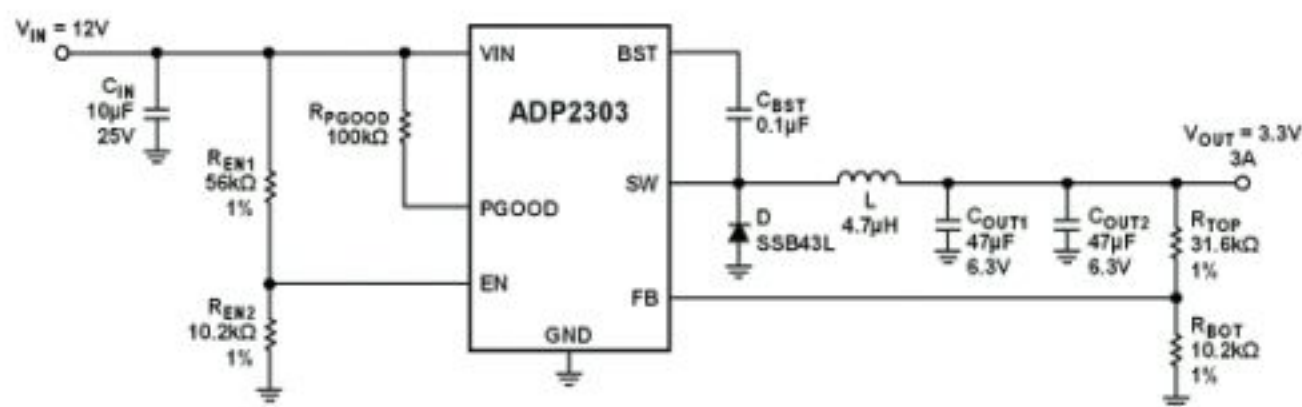 V_IN = 12V
C_IN
10µF
25V
R_EN1
56kΩ
1%
R_EN2
10.2kΩ
1%
R_PGOOD
100kΩ
VIN
BST
ADP2303
SW
PGOOD
EN
FB
GND
C_BST
0.1µF
D
SSB43L
L
4.7µH
C_OUT1
47µF
6.3V
C_OUT2
47µF
6.3V
V_OUT = 3.3V
3A
R_TOP
31.6kΩ
1%
R_BOT
10.2kΩ
1%